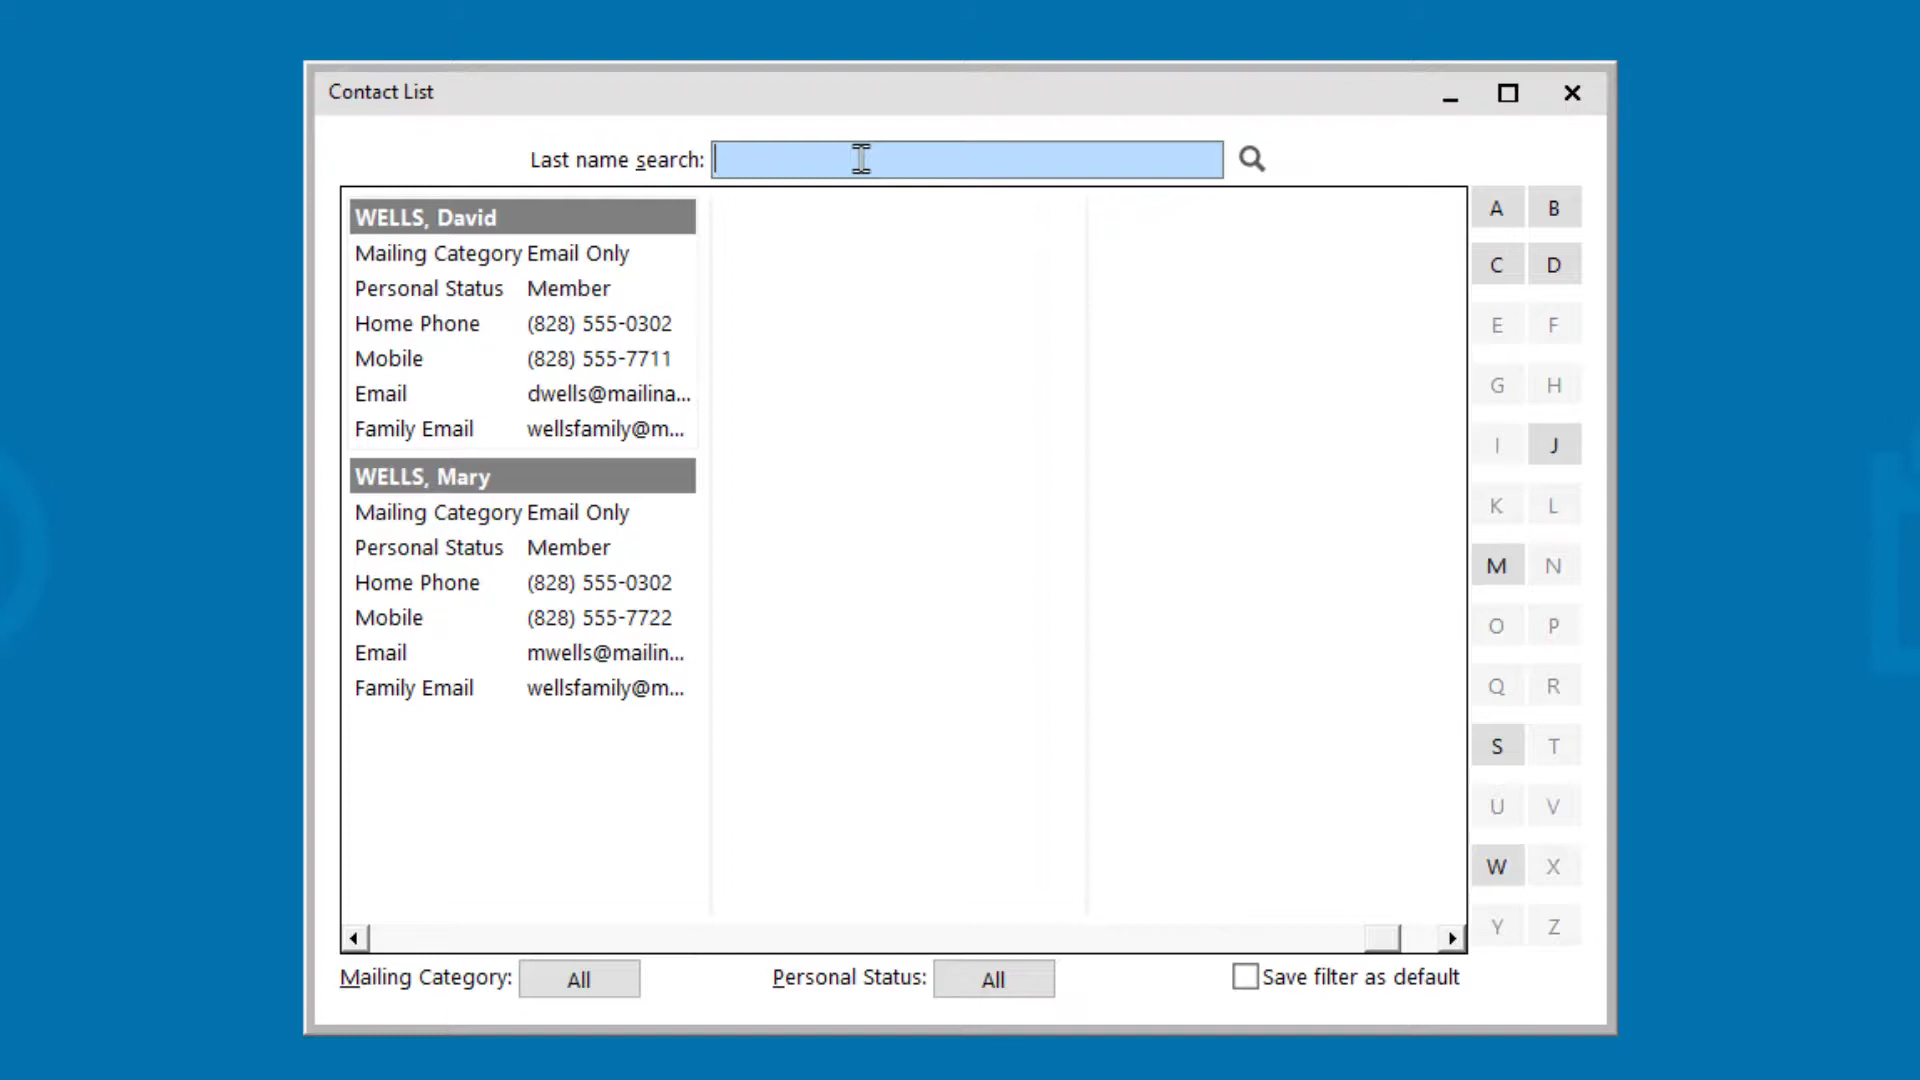 Contact List
Last name search:
WELLS, David
Mailing Category Email Only
Personal Status Member
Home Phone (828) 555-0302
Mobile (828) 555-7711
Email dwells@mailina...
Family Email wellsfamily@m...
WELLS, Mary
Mailing Category Email Only
Personal Status Member
Home Phone (828) 555-0302
Mobile (828) 555-7722
Email mwells@mailin...
Family Email wellsfamily@m...
A B
C D
E F
G H
I J
K L
M N
O P
Q R
S T
U V
W X
Y Z
Mailing Category: All Personal Status: All Save filter as default